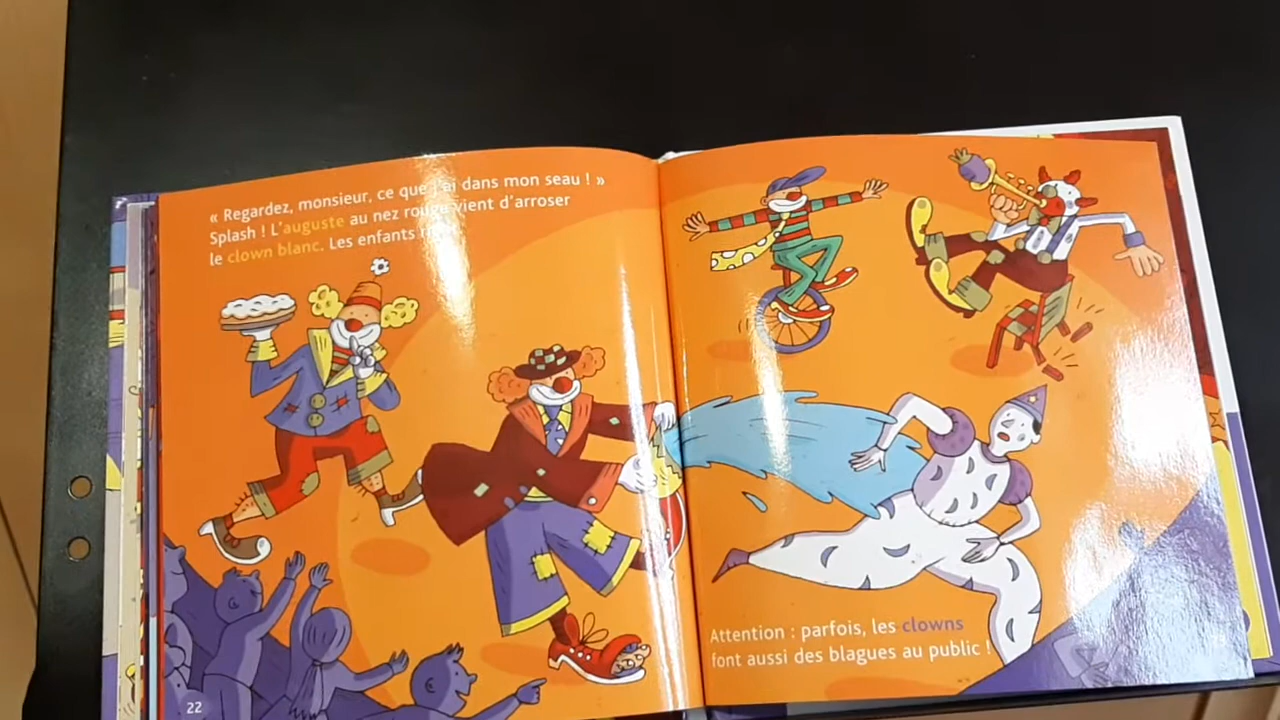 « Regardez, monsieur, ce que j'ai dans mon seau ! »
Splash ! L'auguste au nez rouge vient d'arroser
le clown blanc. Les enfants
Attention : parfois, les clowns
font aussi des blagues au public !
22
23